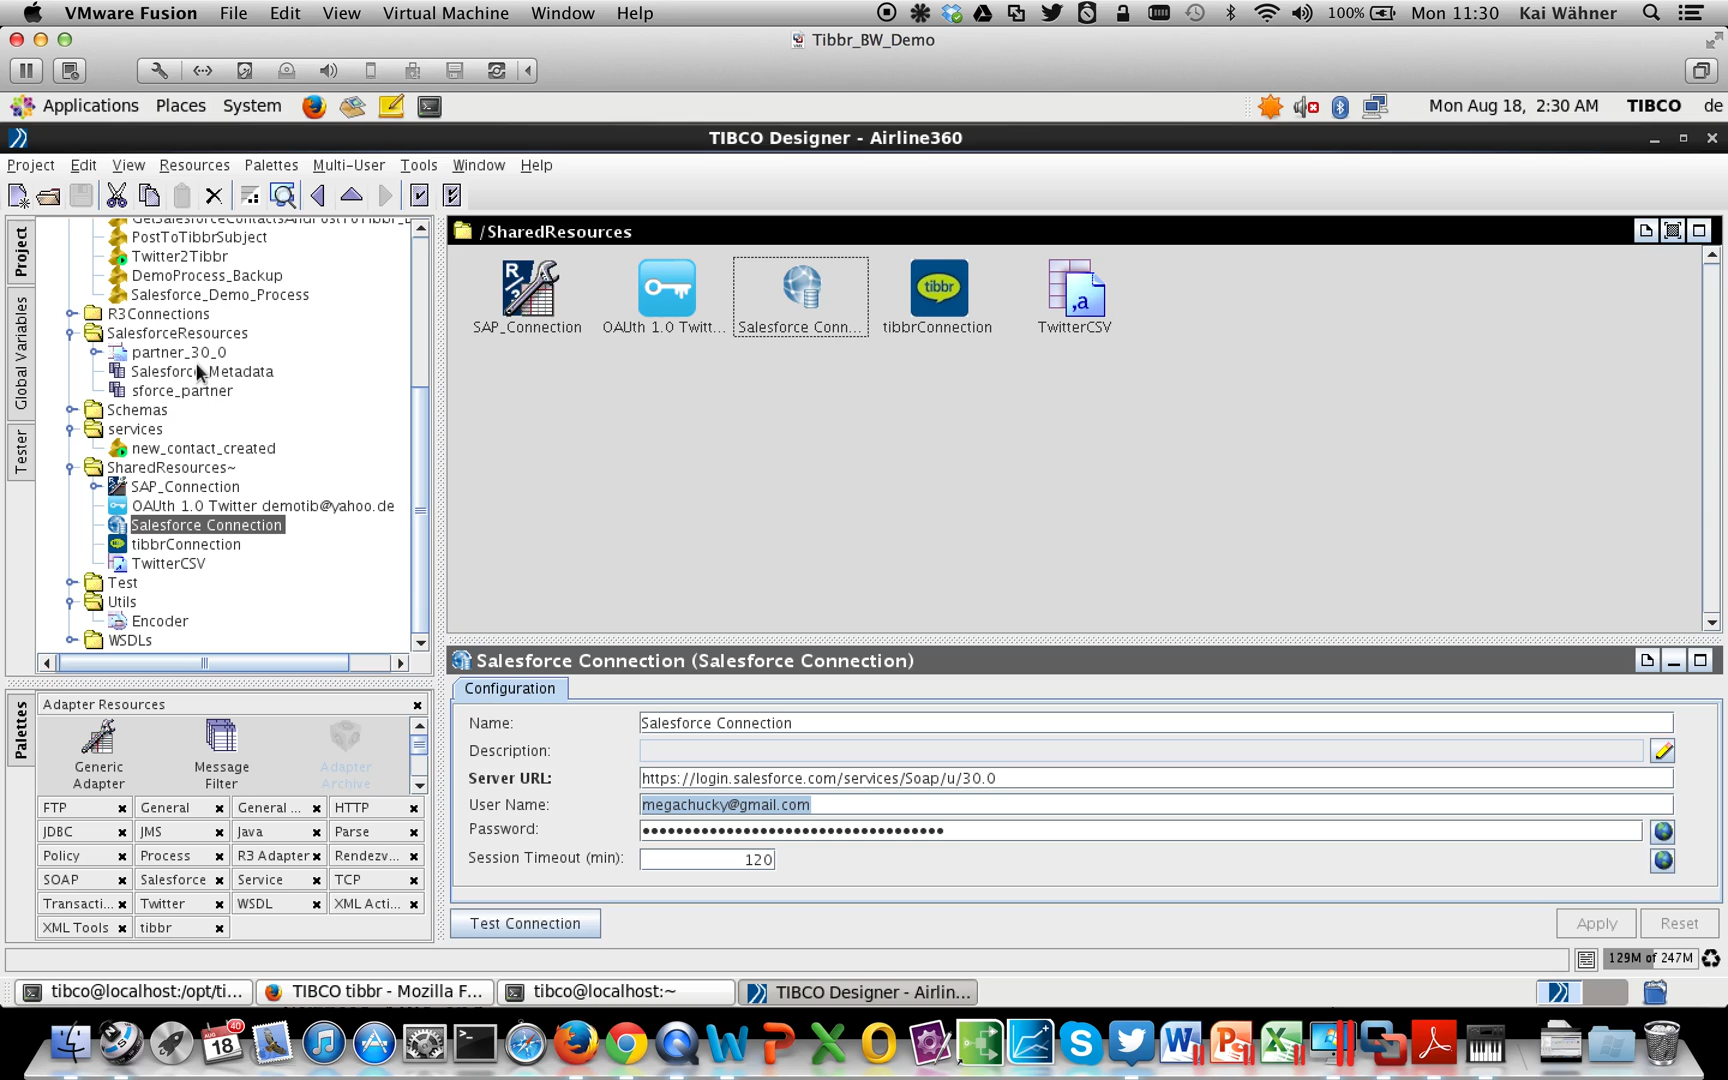 VMware Fusion File Edit View Virtual Machine Window Help 100% Mon 11:30 Kai Wähner
Tibbr_BW_Demo
Applications Places System Mon Aug 18, 2:30 AM TIBCO de
TIBCO Designer - Airline360
Project Edit View Resources Palettes Multi-User Tools Window Help
Project
Global Variables
Tester
GetSalesforceContactsAndPostToTibbr_
PostToTibbrSubject
Twitter2Tibbr
DemoProcess_Backup
Salesforce_Demo_Process
R3Connections
SalesforceResources
partner_30_0
Salesforce_Metadata
sforce_partner
Schemas
services
new_contact_created
SharedResources~
SAP_Connection
OAUth 1.0 Twitter demotib@yahoo.de
Salesforce Connection
tibbrConnection
TwitterCSV
Test
Utils
Encoder
WSDLs
/SharedResources
R/3
tibbr
,a
SAP_Connection OAUth 1.0 Twitt... Salesforce Conn... tibbrConnection TwitterCSV
Palettes
Adapter Resources
Generic Adapter
Message Filter
Adapter Archive
FTP General General ... HTTP
JDBC JMS Java Parse
Policy Process R3 Adapter Rendezv...
SOAP Salesforce Service TCP
Transacti... Twitter WSDL XML Acti...
XML Tools tibbr
Salesforce Connection (Salesforce Connection)
Configuration
Name: Salesforce Connection
Description:
Server URL: https://login.salesforce.com/services/Soap/u/30.0
User Name: megachucky@gmail.com
Password: ••••••••••••••••••••••••••••••••••••
Session Timeout (min): 120
Test Connection Apply Reset
129M of 247M
tibco@localhost:/opt/ti... TIBCO tibbr - Mozilla F... tibco@localhost:~ TIBCO Designer - Airlin...
40
18